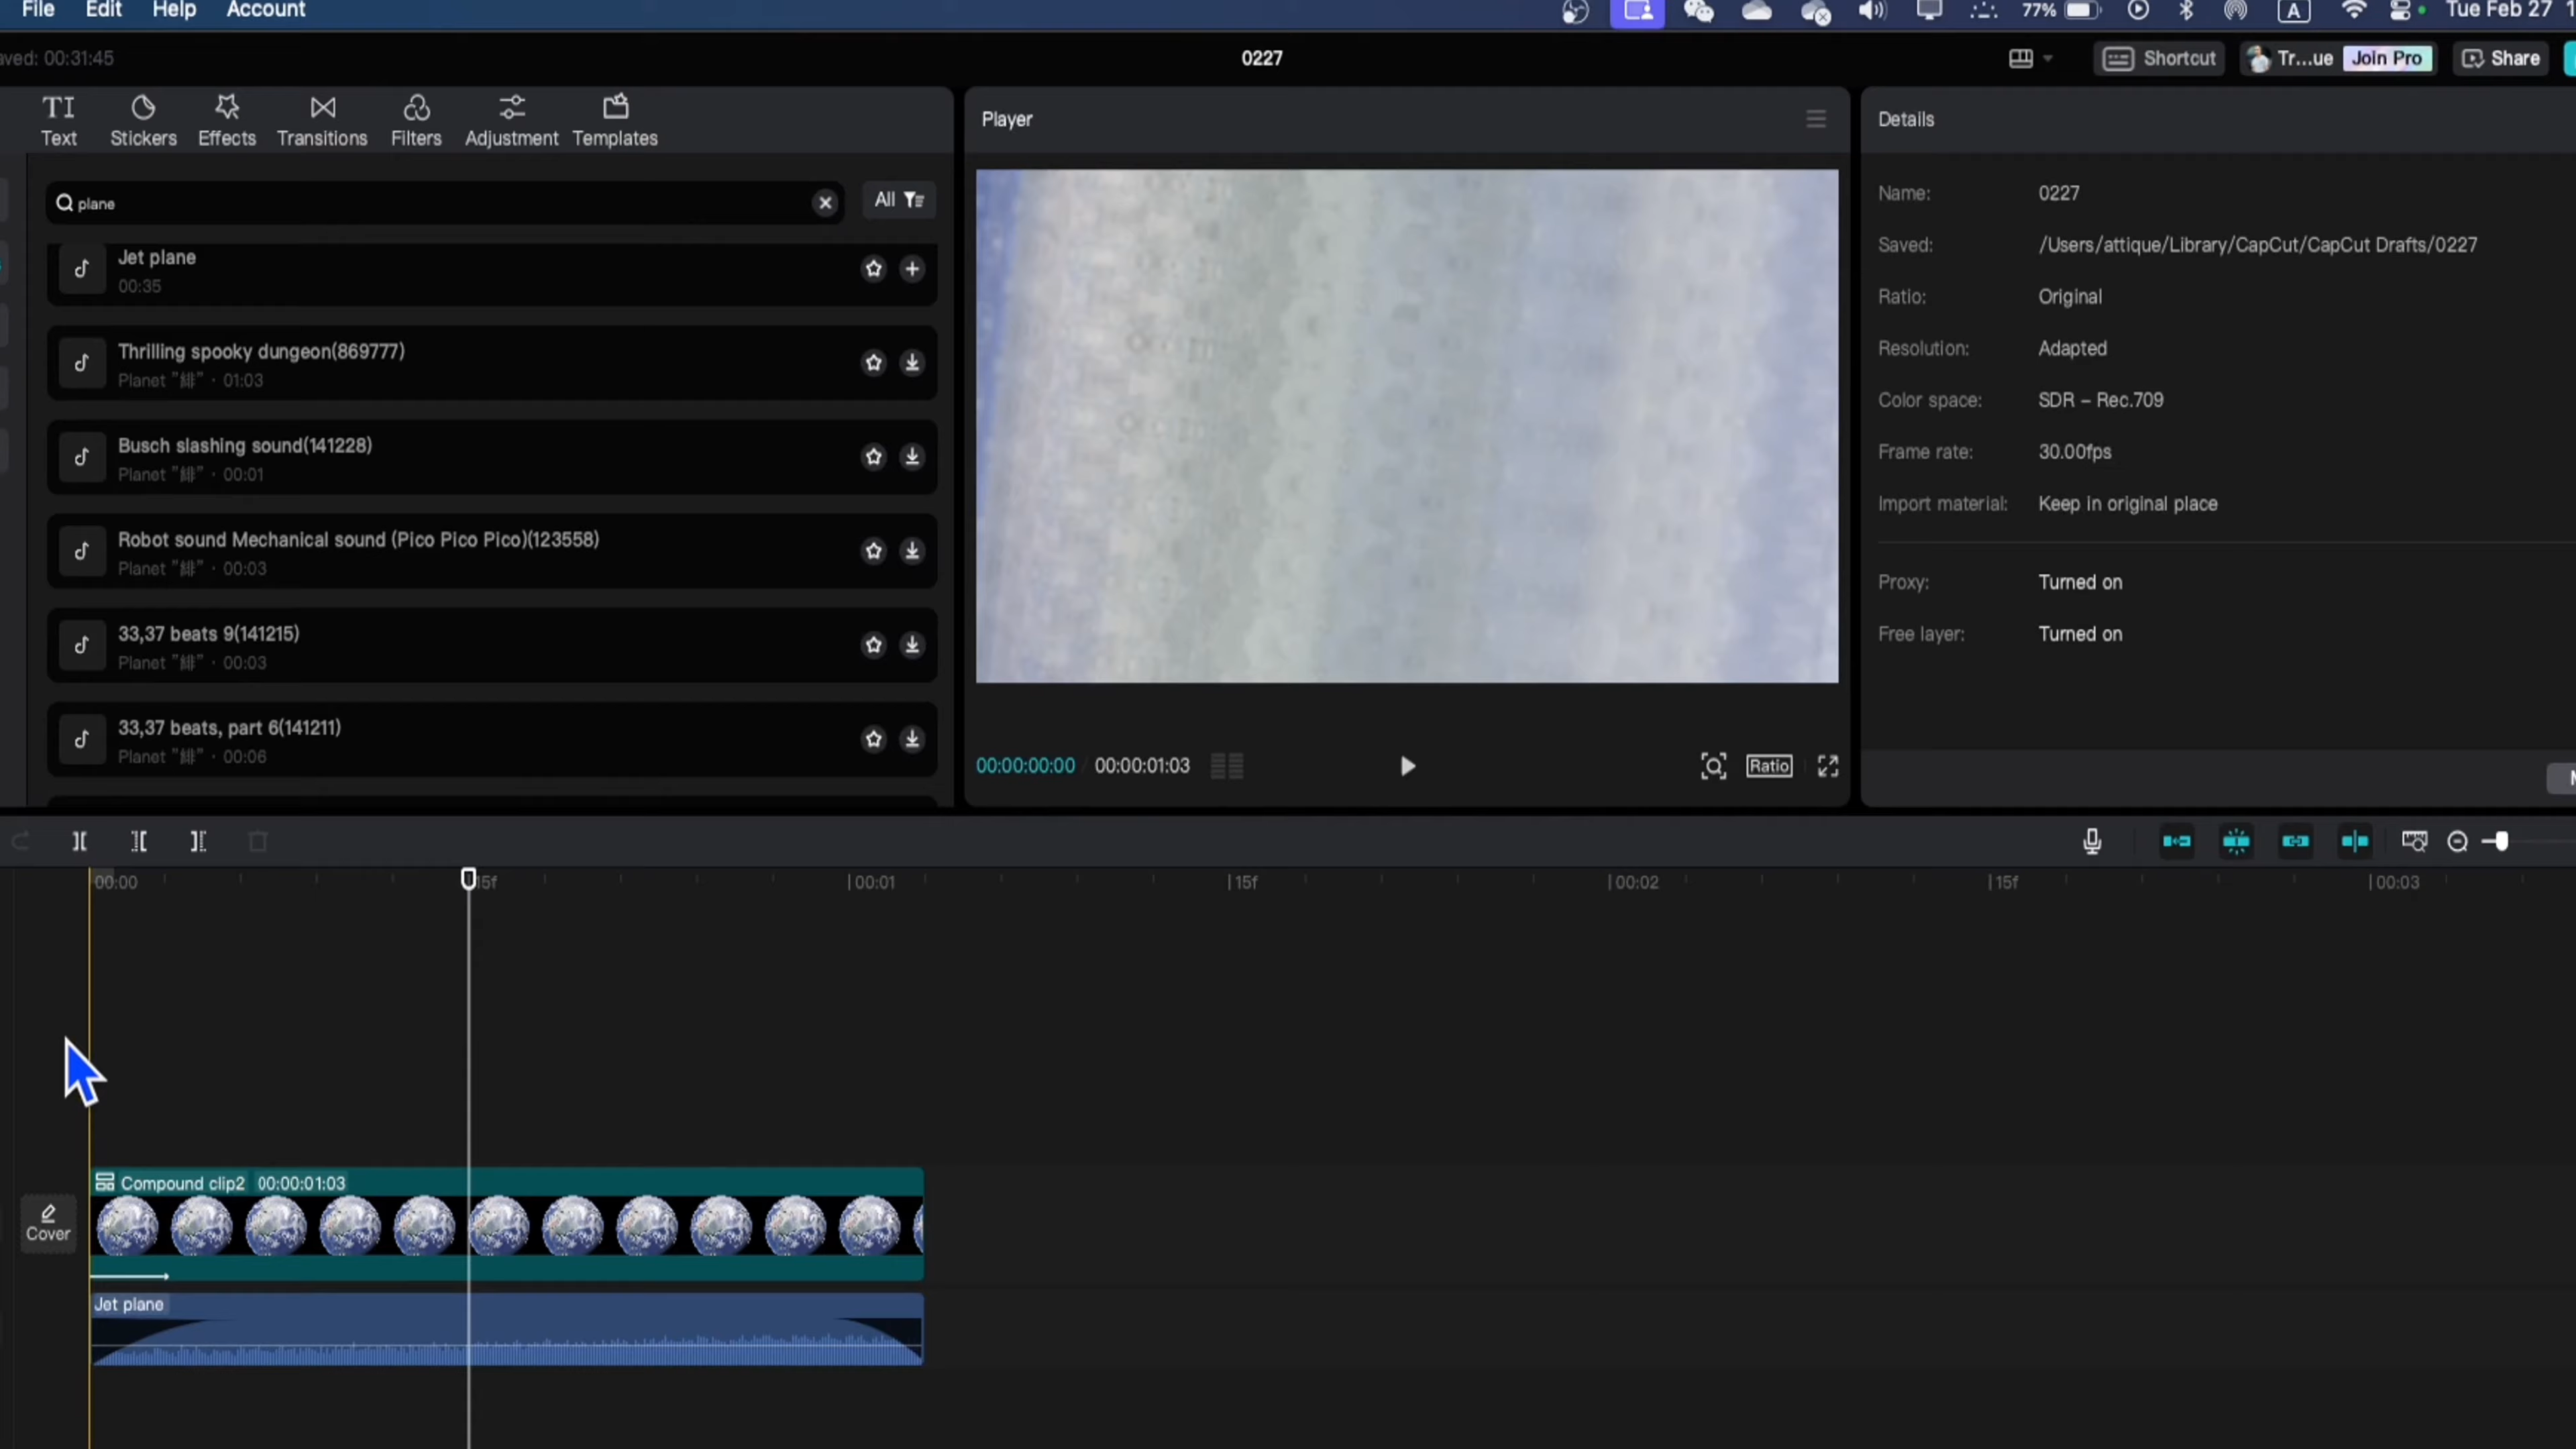 File Edit Help Account
77% A Tue Feb 27
aved: 00:31:45
0227
Shortcut Tr...ue Join Pro Share
TI
Text Stickers Effects Transitions Filters Adjustment Templates
plane
All
Jet plane
00:35
Thrilling spooky dungeon(869777)
Planet "緋" · 01:03
Busch slashing sound(141228)
Planet "緋" · 00:01
Robot sound Mechanical sound (Pico Pico Pico)(123558)
Planet "緋" · 00:03
33,37 beats 9(141215)
Planet "緋" · 00:03
33,37 beats, part 6(141211)
Planet "緋" · 00:06
Player
00:00:00:00 / 00:00:01:03
Ratio
Details
Name: 0227
Saved: /Users/attique/Library/CapCut/CapCut Drafts/0227
Ratio: Original
Resolution: Adapted
Color space: SDR – Rec.709
Frame rate: 30.00fps
Import material: Keep in original place
Proxy: Turned on
Free layer: Turned on
00:00 15f 00:01 15f 00:02 15f 00:03
Compound clip2 00:00:01:03
Cover
Jet plane